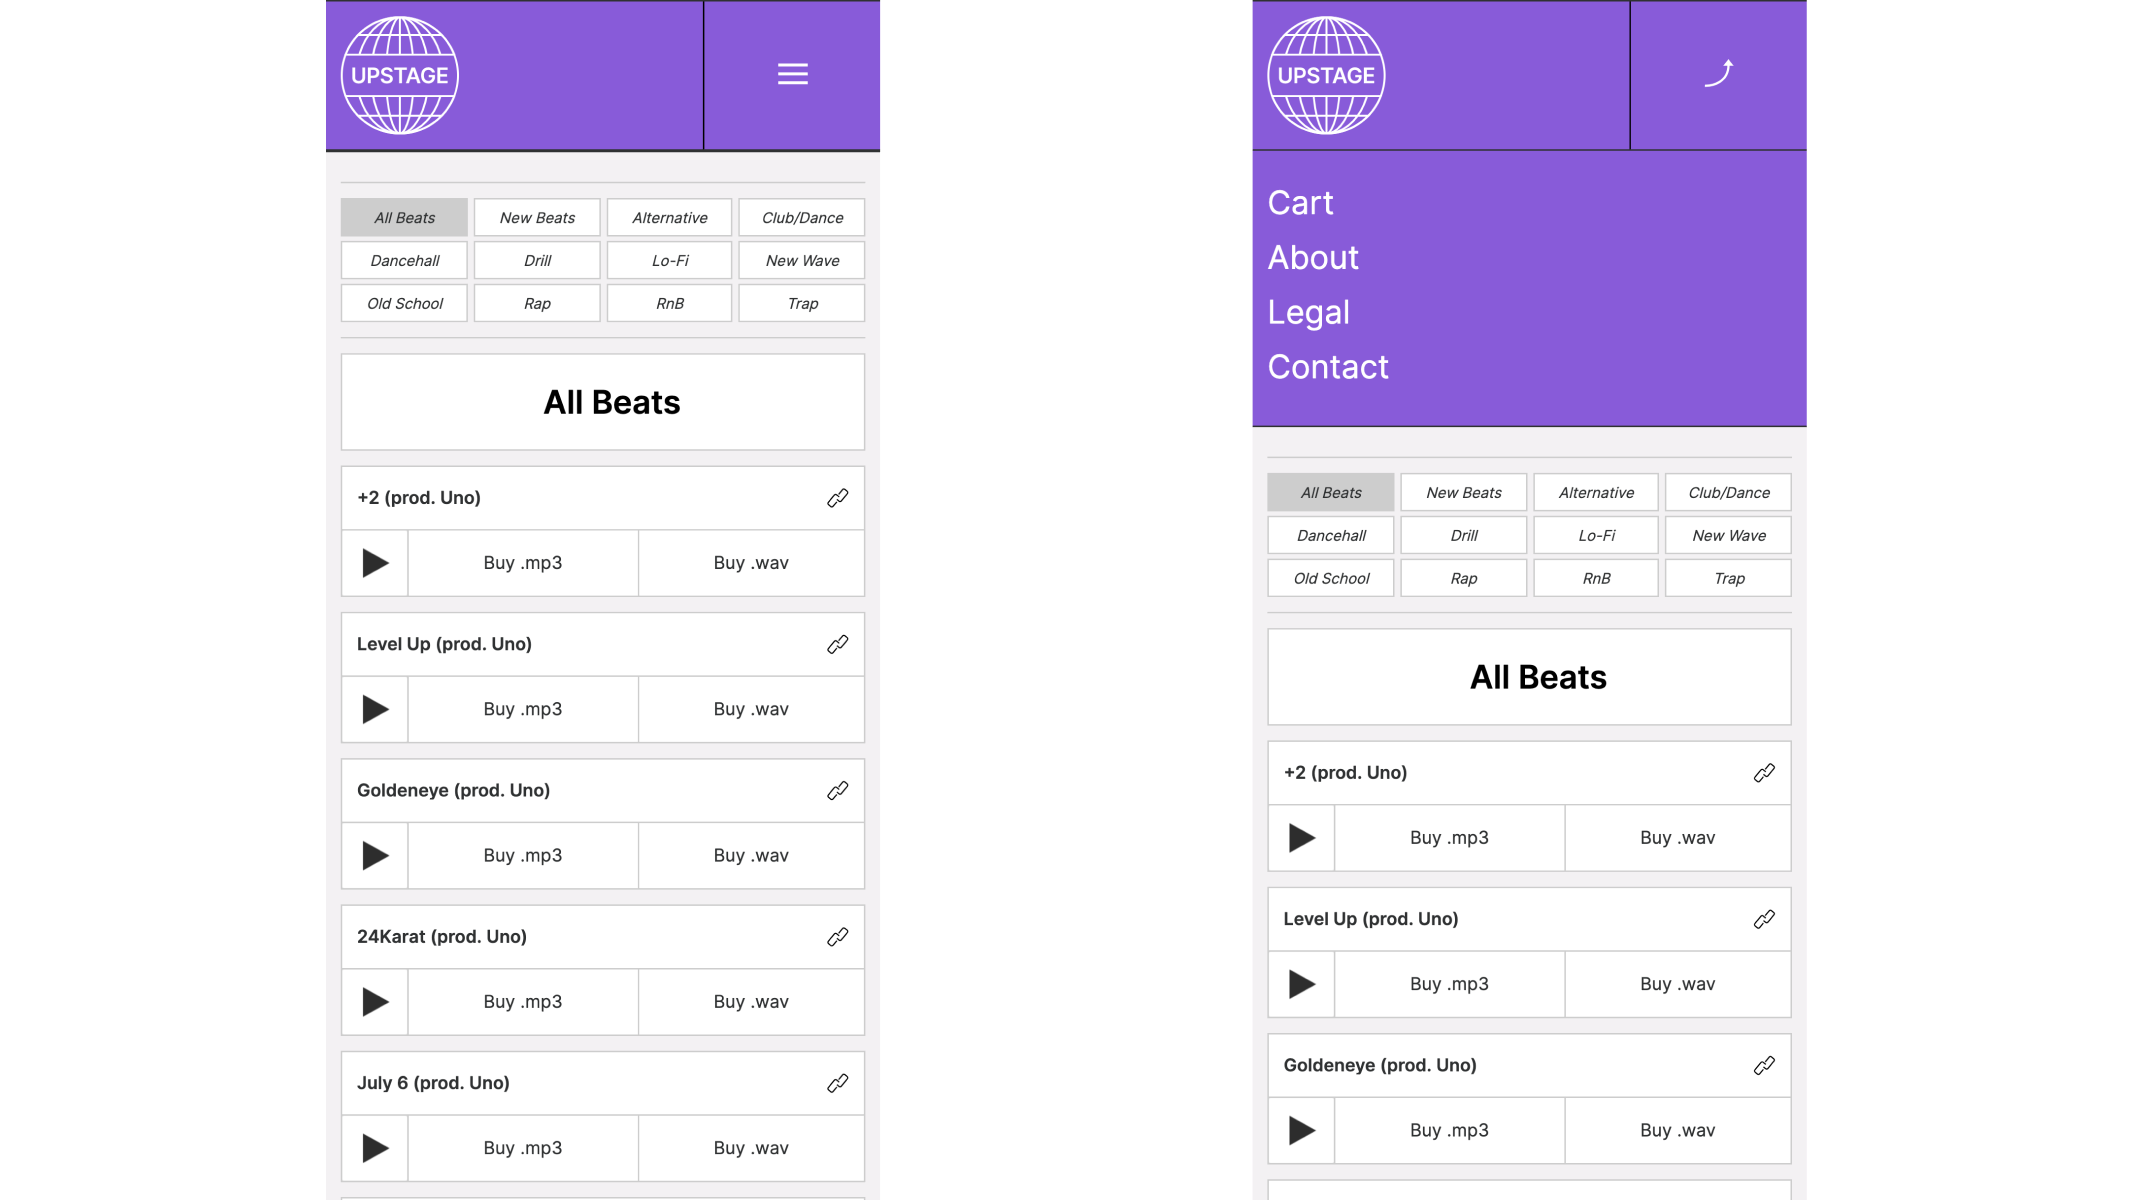 UPSTAGE
All Beats
New Beats
Alternative
Club/Dance
Dancehall
Drill
Lo-Fi
New Wave
Old School
Rap
RnB
Trap
All Beats
+2 (prod. Uno)
Buy .mp3
Buy .wav
Level Up (prod. Uno)
Buy .mp3
Buy .wav
Goldeneye (prod. Uno)
Buy .mp3
Buy .wav
24Karat (prod. Uno)
Buy .mp3
Buy .wav
July 6 (prod. Uno)
Buy .mp3
Buy .wav
UPSTAGE
Cart
About
Legal
Contact
All Beats
New Beats
Alternative
Club/Dance
Dancehall
Drill
Lo-Fi
New Wave
Old School
Rap
RnB
Trap
All Beats
+2 (prod. Uno)
Buy .mp3
Buy .wav
Level Up (prod. Uno)
Buy .mp3
Buy .wav
Goldeneye (prod. Uno)
Buy .mp3
Buy .wav